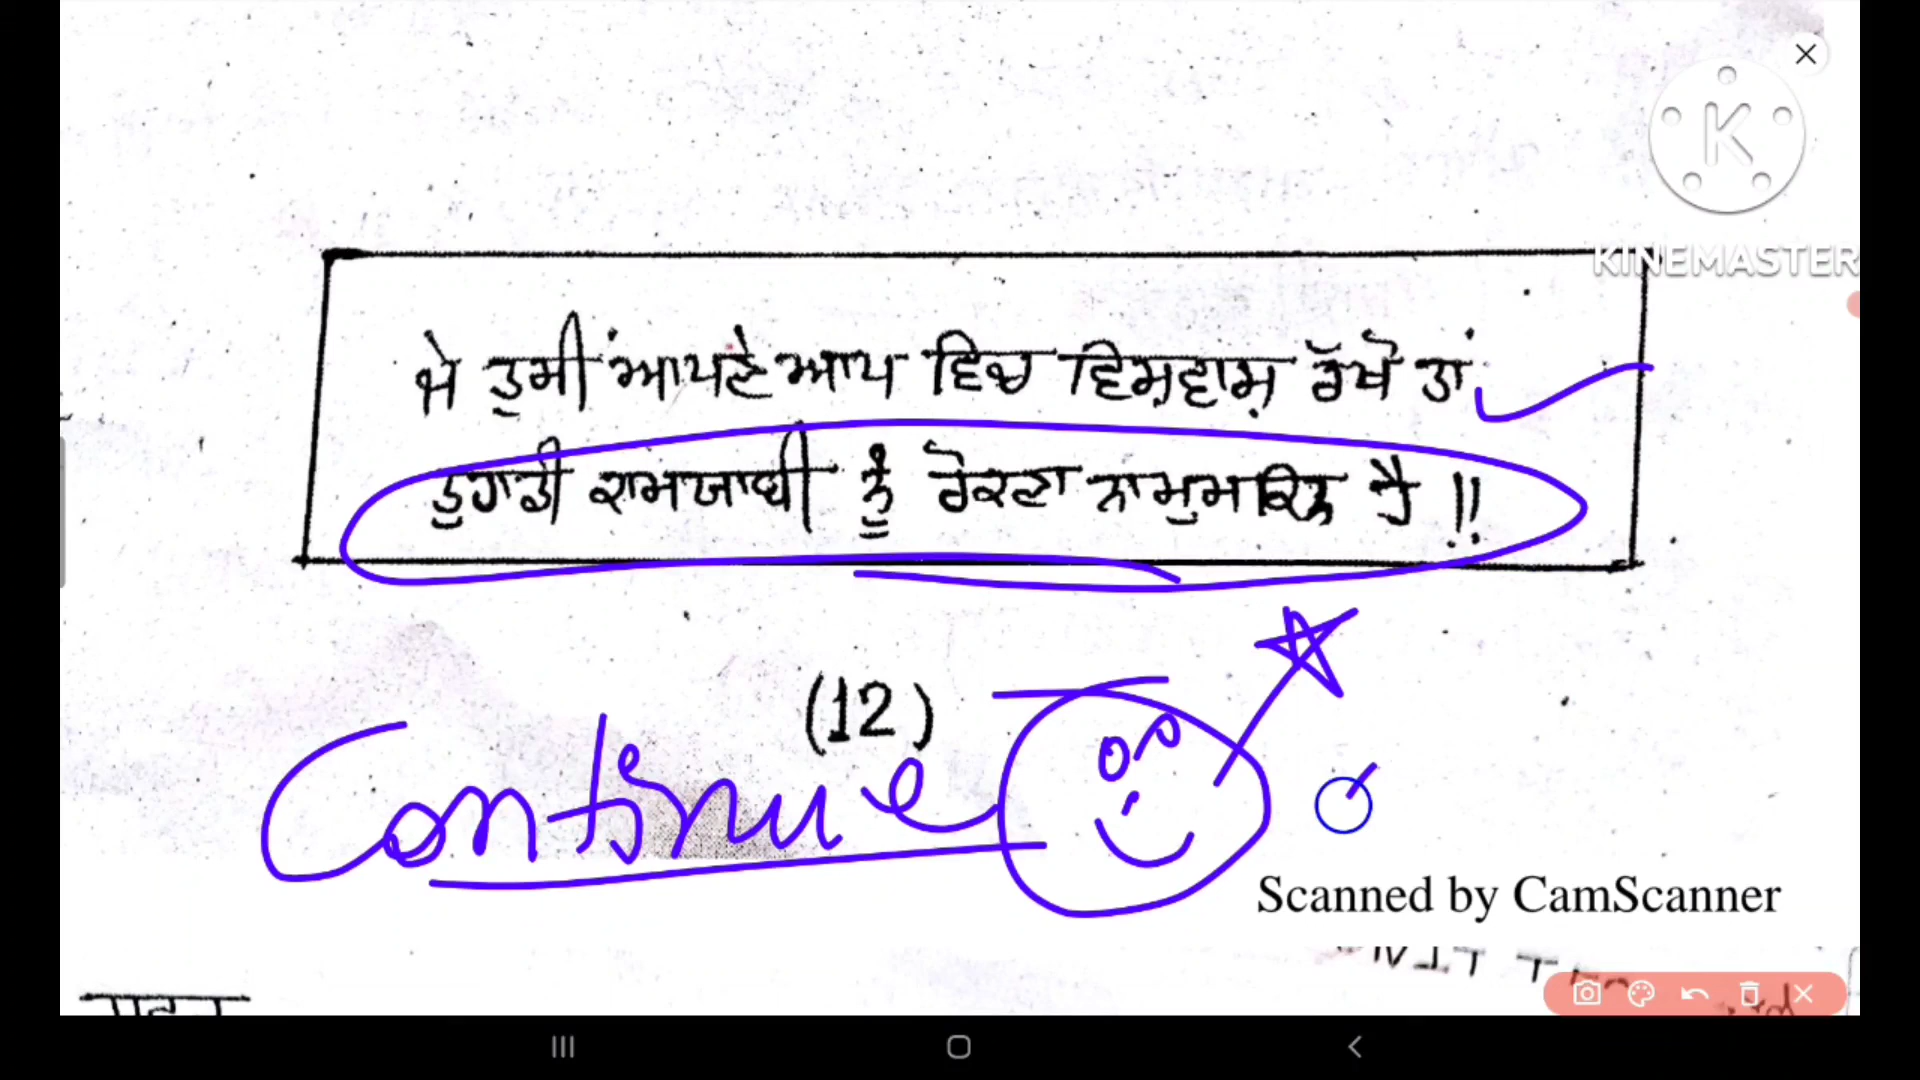 KINEMASTER
ਜੇ ਤੁਸੀਂ ਆਪਣੇ ਆਪ ਵਿਚ ਵਿਸ਼ਵਾਸ਼ ਰੱਖੋ ਤਾਂ
ਤੁਹਾਡੀ ਕਾਮਯਾਬੀ ਨੂੰ ਰੋਕਣਾ ਨਾਮੁਮਕਿਨ ਹੈ !!
(12)
Continue
Scanned by CamScanner